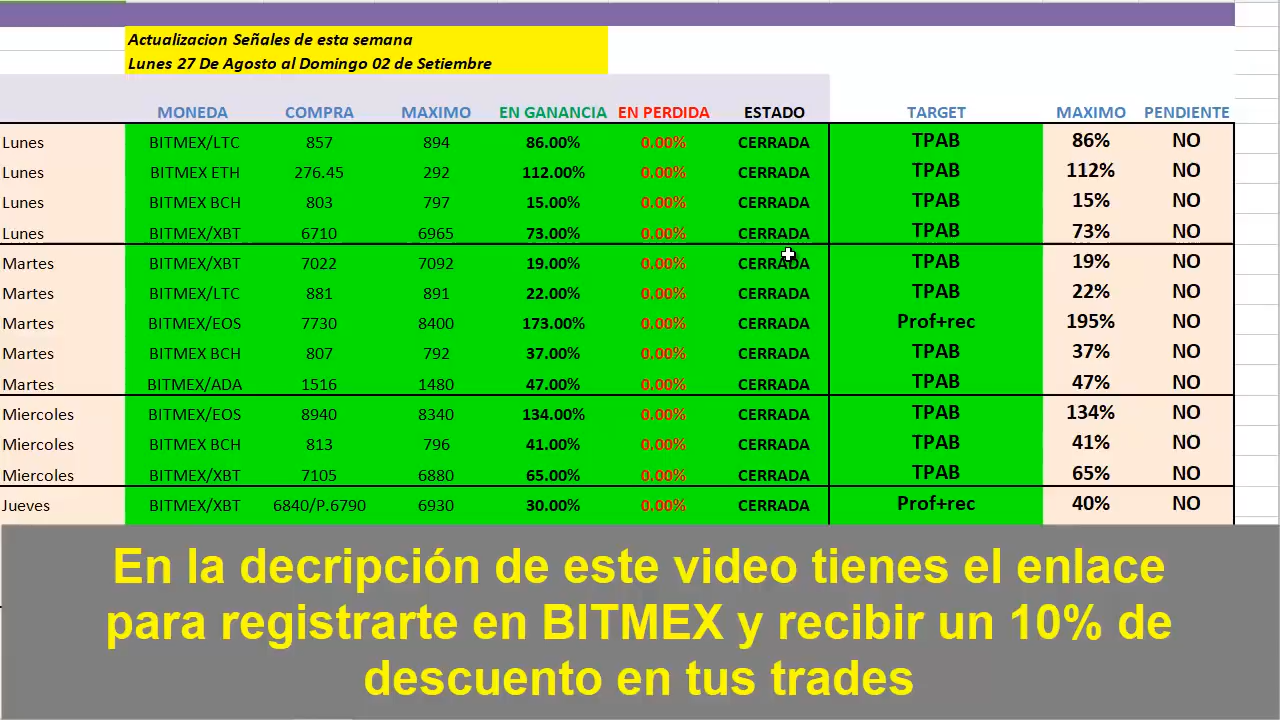 Actualizacion Señales de esta semana
Lunes 27 De Agosto al Domingo 02 de Setiembre
MONEDA COMPRA MAXIMO EN GANANCIA EN PERDIDA ESTADO TARGET MAXIMO PENDIENTE
Lunes BITMEX/LTC 857 894 86.00% 0.00% CERRADA TPAB 86% NO
Lunes BITMEX ETH 276.45 292 112.00% 0.00% CERRADA TPAB 112% NO
Lunes BITMEX BCH 803 797 15.00% 0.00% CERRADA TPAB 15% NO
Lunes BITMEX/XBT 6710 6965 73.00% 0.00% CERRADA TPAB 73% NO
Martes BITMEX/XBT 7022 7092 19.00% 0.00% CERRADA TPAB 19% NO
Martes BITMEX/LTC 881 891 22.00% 0.00% CERRADA TPAB 22% NO
Martes BITMEX/EOS 7730 8400 173.00% 0.00% CERRADA Prof+rec 195% NO
Martes BITMEX BCH 807 792 37.00% 0.00% CERRADA TPAB 37% NO
Martes BITMEX/ADA 1516 1480 47.00% 0.00% CERRADA TPAB 47% NO
Miercoles BITMEX/EOS 8940 8340 134.00% 0.00% CERRADA TPAB 134% NO
Miercoles BITMEX BCH 813 796 41.00% 0.00% CERRADA TPAB 41% NO
Miercoles BITMEX/XBT 7105 6880 65.00% 0.00% CERRADA TPAB 65% NO
Jueves BITMEX/XBT 6840/P.6790 6930 30.00% 0.00% CERRADA Prof+rec 40% NO
En la decripción de este video tienes el enlace
para registrarte en BITMEX y recibir un 10% de
descuento en tus trades